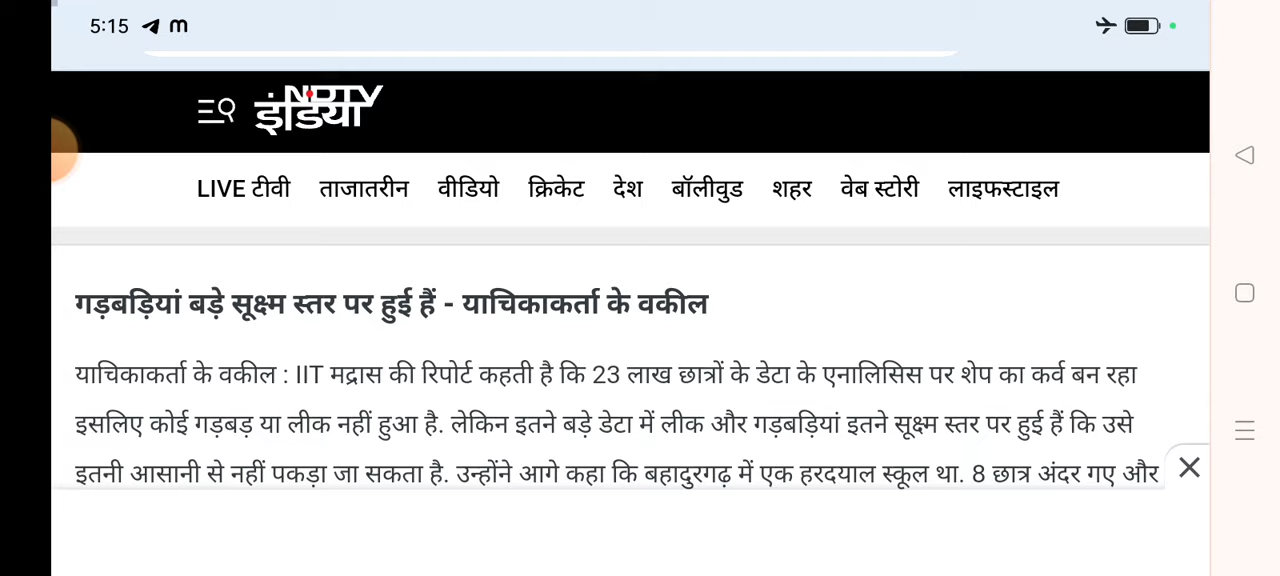 5:15
NDTV
इंडिया
LIVE टीवी ताजातरीन वीडियो क्रिकेट देश बॉलीवुड शहर वेब स्टोरी लाइफस्टाइल
गड़बड़ियां बड़े सूक्ष्म स्तर पर हुई हैं - याचिकाकर्ता के वकील
याचिकाकर्ता के वकील : IIT मद्रास की रिपोर्ट कहती है कि 23 लाख छात्रों के डेटा के एनालिसिस पर शेप का कर्व बन रहा
इसलिए कोई गड़बड़ या लीक नहीं हुआ है. लेकिन इतने बड़े डेटा में लीक और गड़बड़ियां इतने सूक्ष्म स्तर पर हुई हैं कि उसे
इतनी आसानी से नहीं पकड़ा जा सकता है. उन्होंने आगे कहा कि बहादुरगढ़ में एक हरदयाल स्कूल था. 8 छात्र अंदर गए और